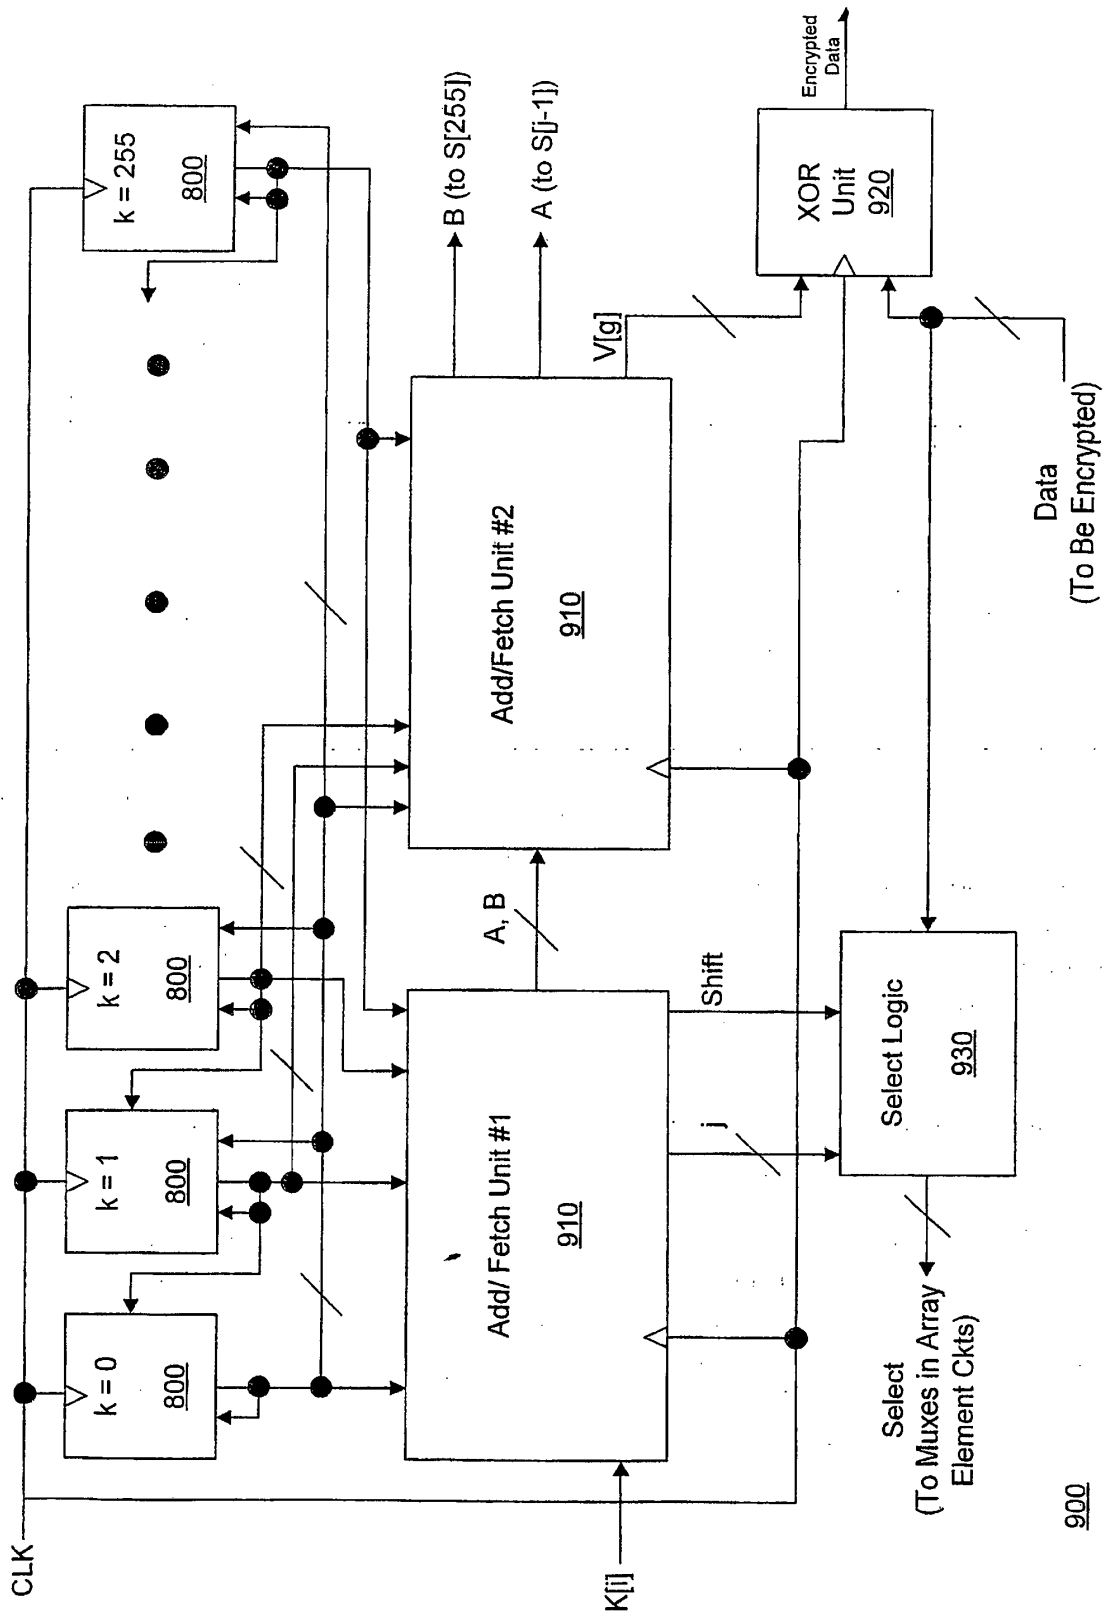 CLK
k = 0
800
k = 1
800
k = 2
800
k = 255
800
K[i]
Add/ Fetch Unit #1
910
A, B
Add/Fetch Unit #2
910
B (to S[255])
A (to S[j-1])
V[g]
j
Shift
Select Logic
930
Select
(To Muxes in Array
Element Ckts)
XOR
Unit
920
Encrypted
Data
Data
(To Be Encrypted)
900